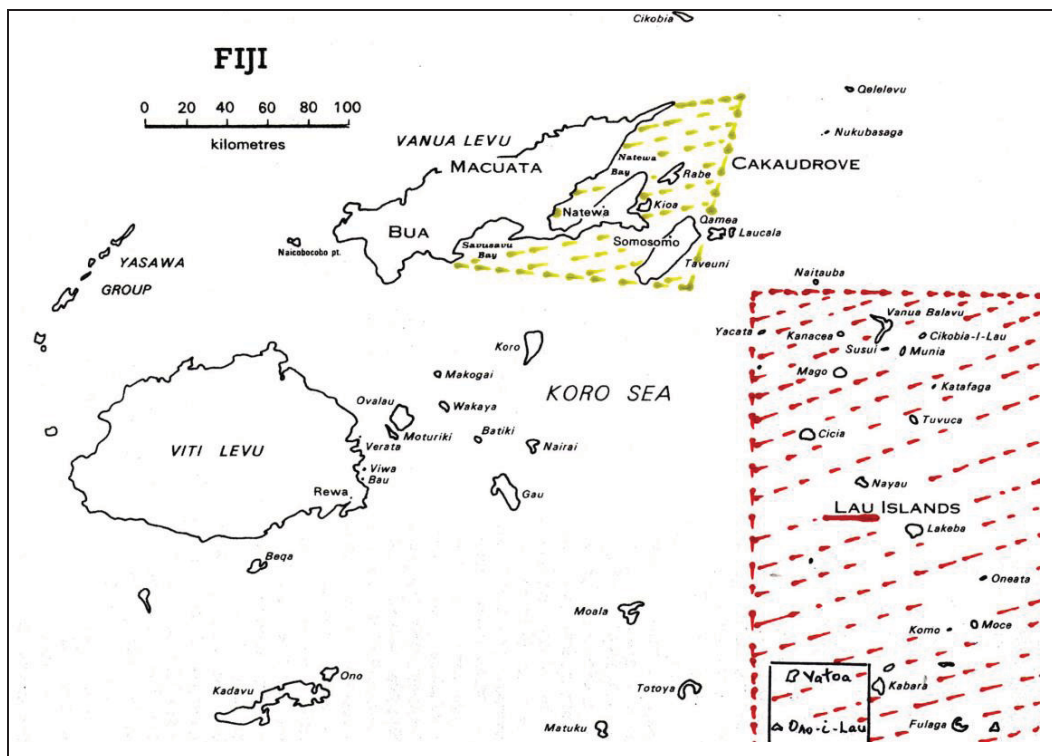 Cikobia
FIJI
0 20 40 60 80 100
kilometres
Qelelevu
Nukubasaga
VANUA LEVU
MACUATA
Natewa
Bay
CAKAUDROVE
Rabe
Kioa
Natewa
BUA
Qamea
Laucala
Somosomo
Savusavu
Bay
Naicobocobo pt.
Taveuni
YASAWA
GROUP
Naitauba
Vanua Balavu
Yacata
Kanacea
Cikobia-I-Lau
Susui
Munia
Koro
Makogai
Mago
Katafaga
KORO SEA
Ovalau
Wakaya
Tuvuca
Moturiki
Batiki
Cicia
Verata
Nairai
VITI LEVU
Viwa
Bau
Nayau
Rewa
Gau
LAU ISLANDS
Lakeba
Beqa
Oneata
Moala
Komo
Moce
Ono
Vatoa
Kadavu
Totoya
Kabara
Ono-i-Lau
Fulaga
Matuku